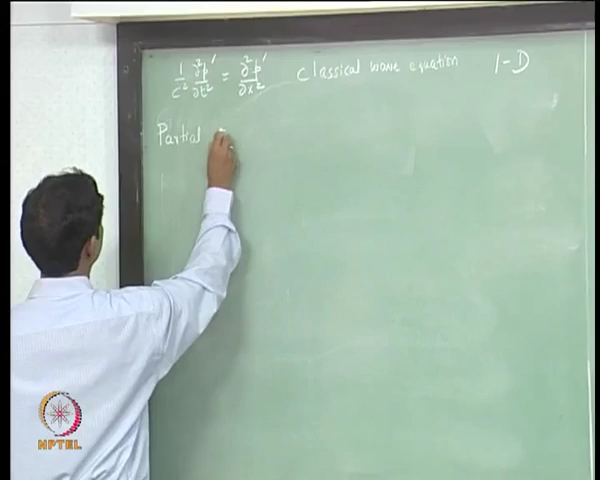 1/c² ∂²p′/∂t² = ∂²p′/∂x² classical wave equation 1-D
Partial
NPTEL